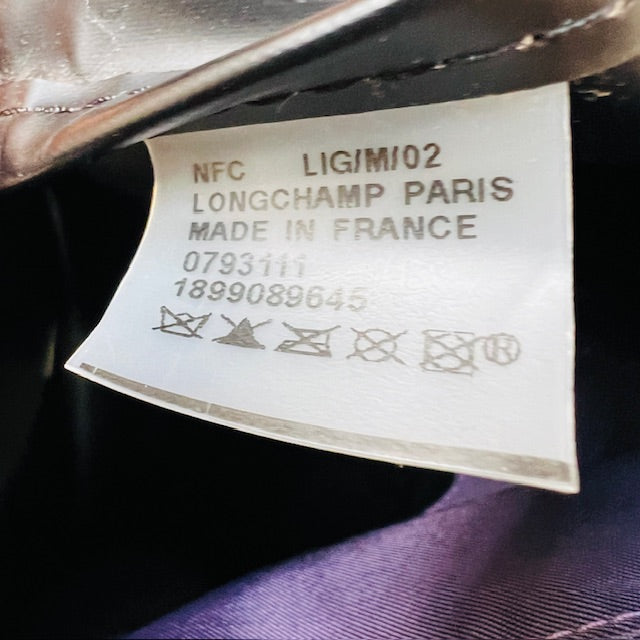 NFC LIG/M/02
LONGCHAMP PARIS
MADE IN FRANCE
0793111
1899089645